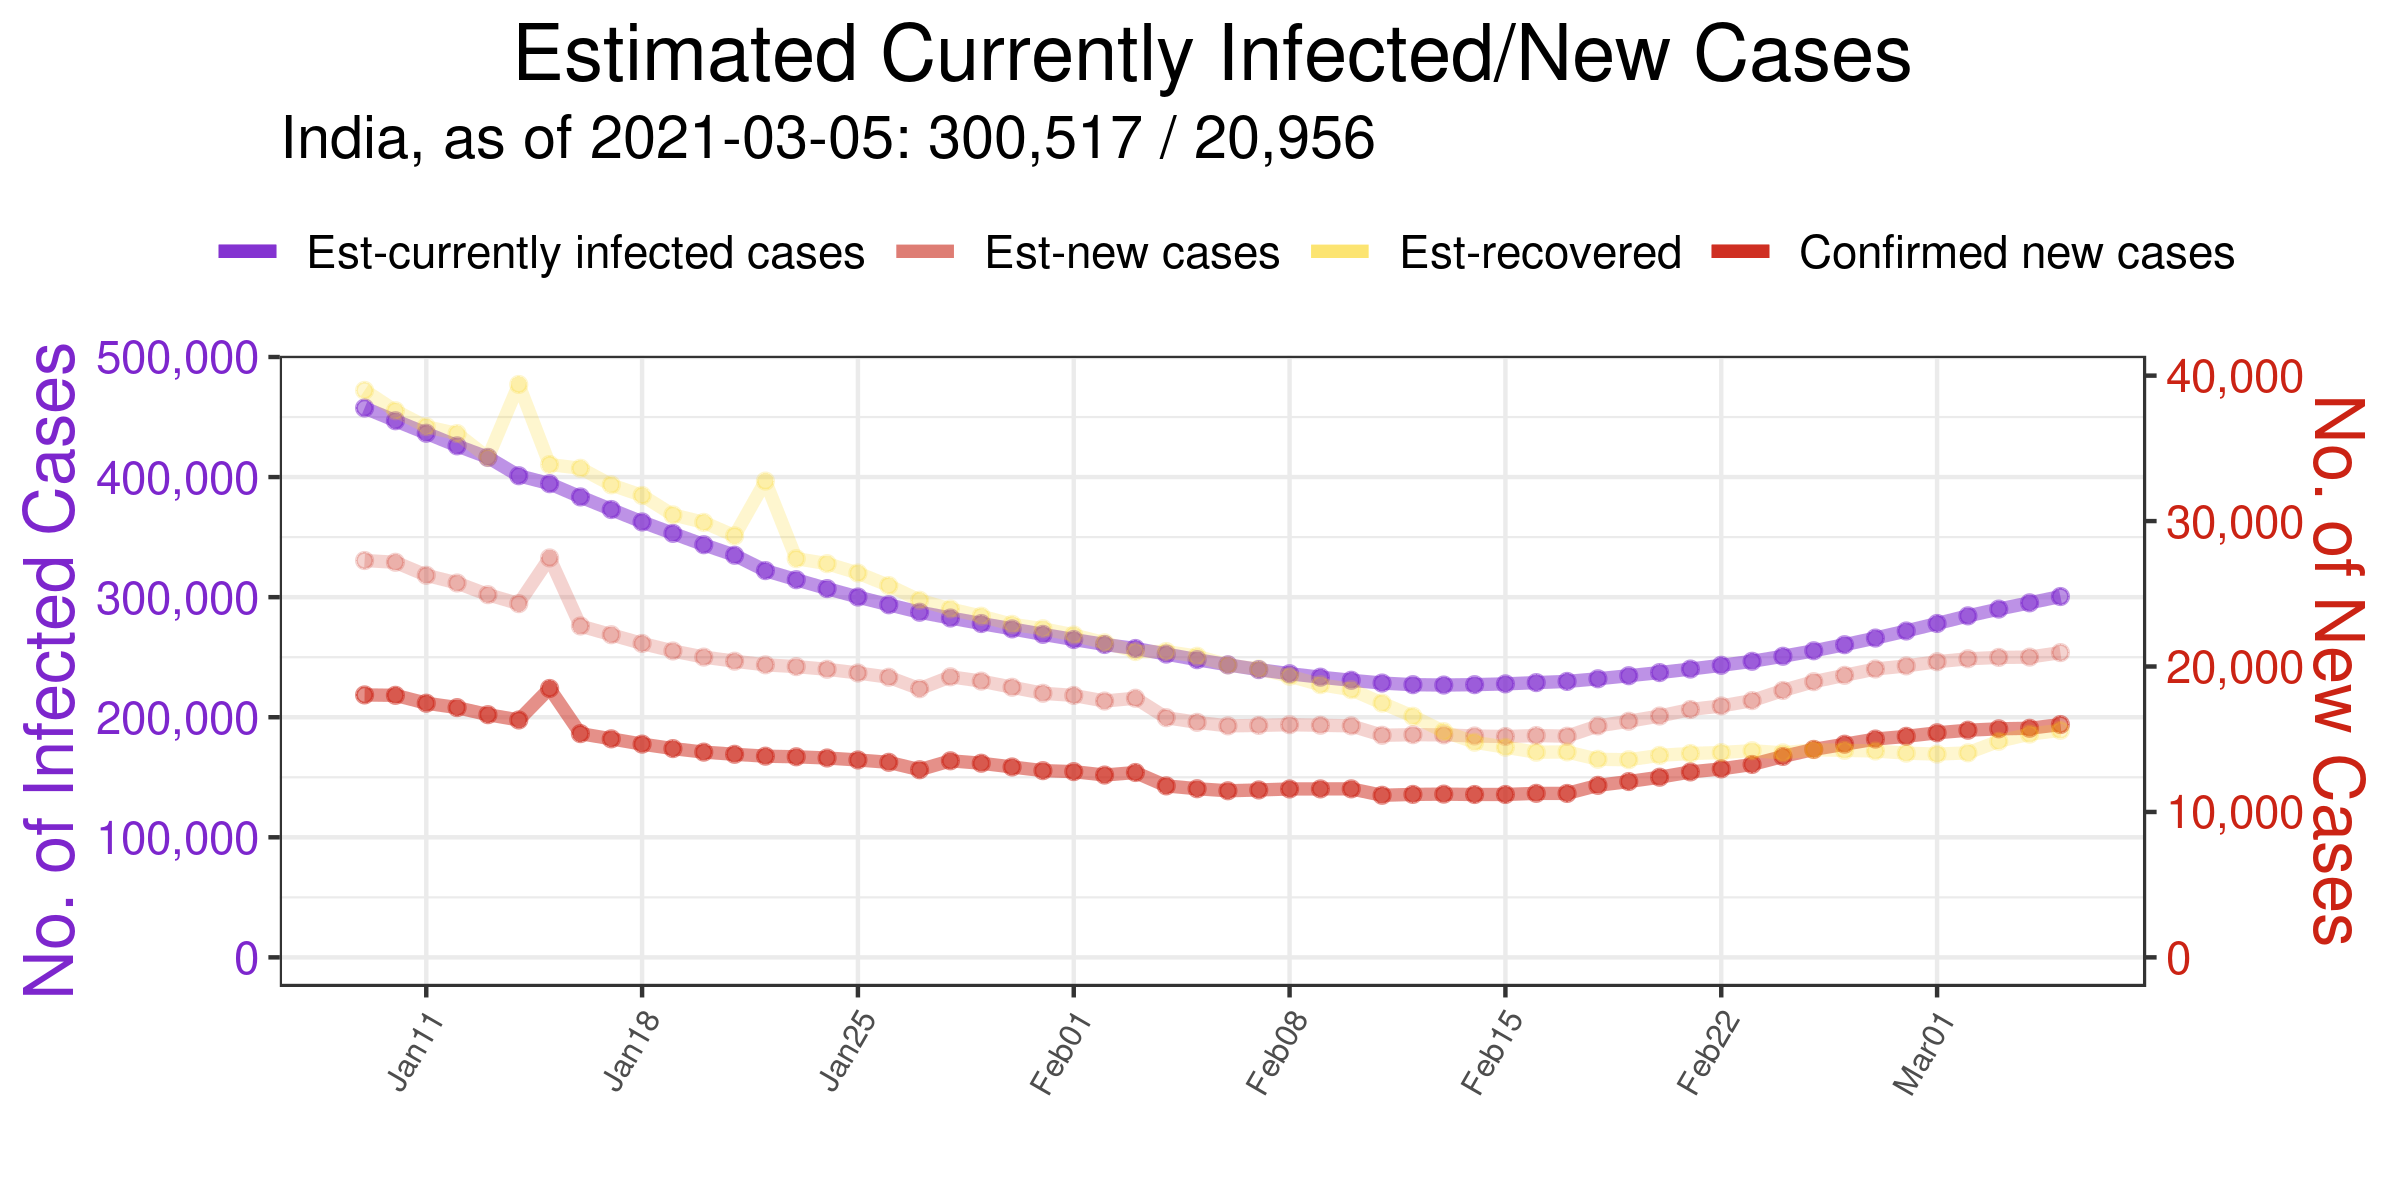 Estimated Currently Infected/New Cases
India, as of 2021-03-05: 300,517 / 20,956
Est-currently infected cases Est-new cases Est-recovered Confirmed new cases
No. of Infected Cases
500,000
400,000
300,000
200,000
100,000
0
40,000
30,000
20,000
10,000
0
No. of New Cases
Jan11 Jan18 Jan25 Feb01 Feb08 Feb15 Feb22 Mar01